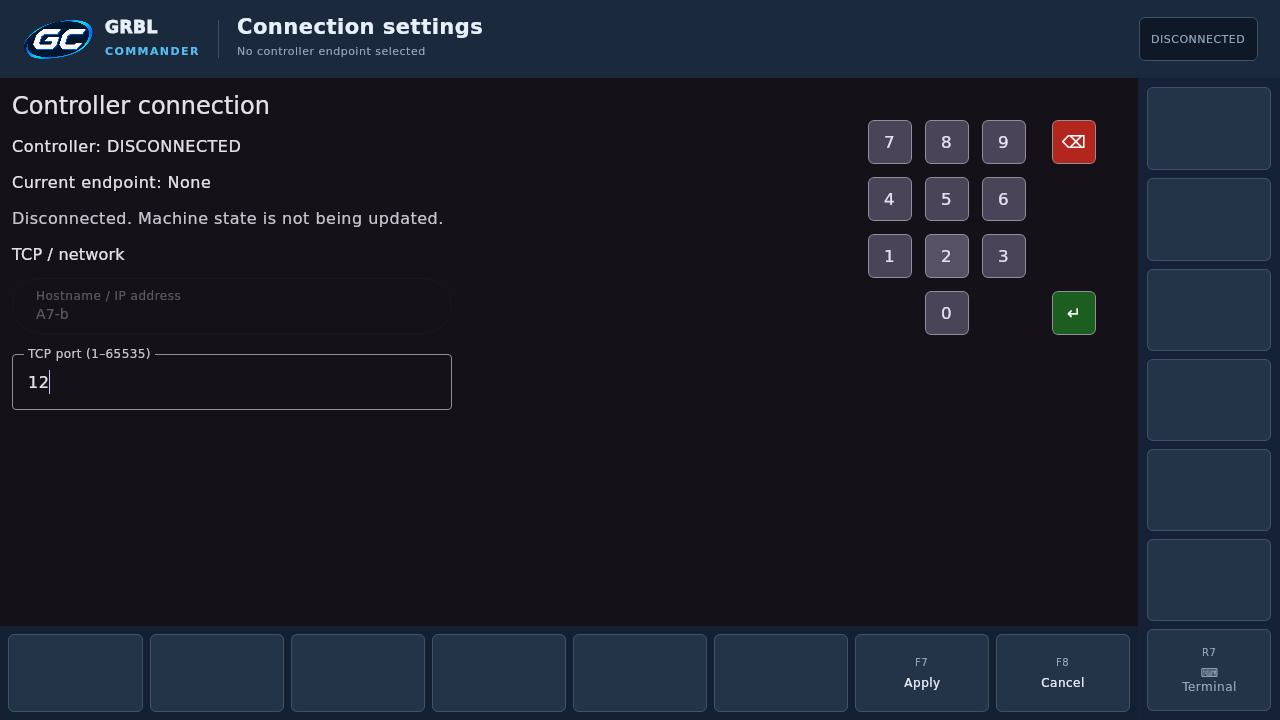 GC
GRBL
COMMANDER
Connection settings
No controller endpoint selected
DISCONNECTED
Controller connection
Controller: DISCONNECTED
Current endpoint: None
Disconnected. Machine state is not being updated.
TCP / network
Hostname / IP address
A7-b
TCP port (1–65535)
12
7 8 9 ⌫
4 5 6
1 2 3
0 ↵
F7
Apply
F8
Cancel
R7
⌨
Terminal